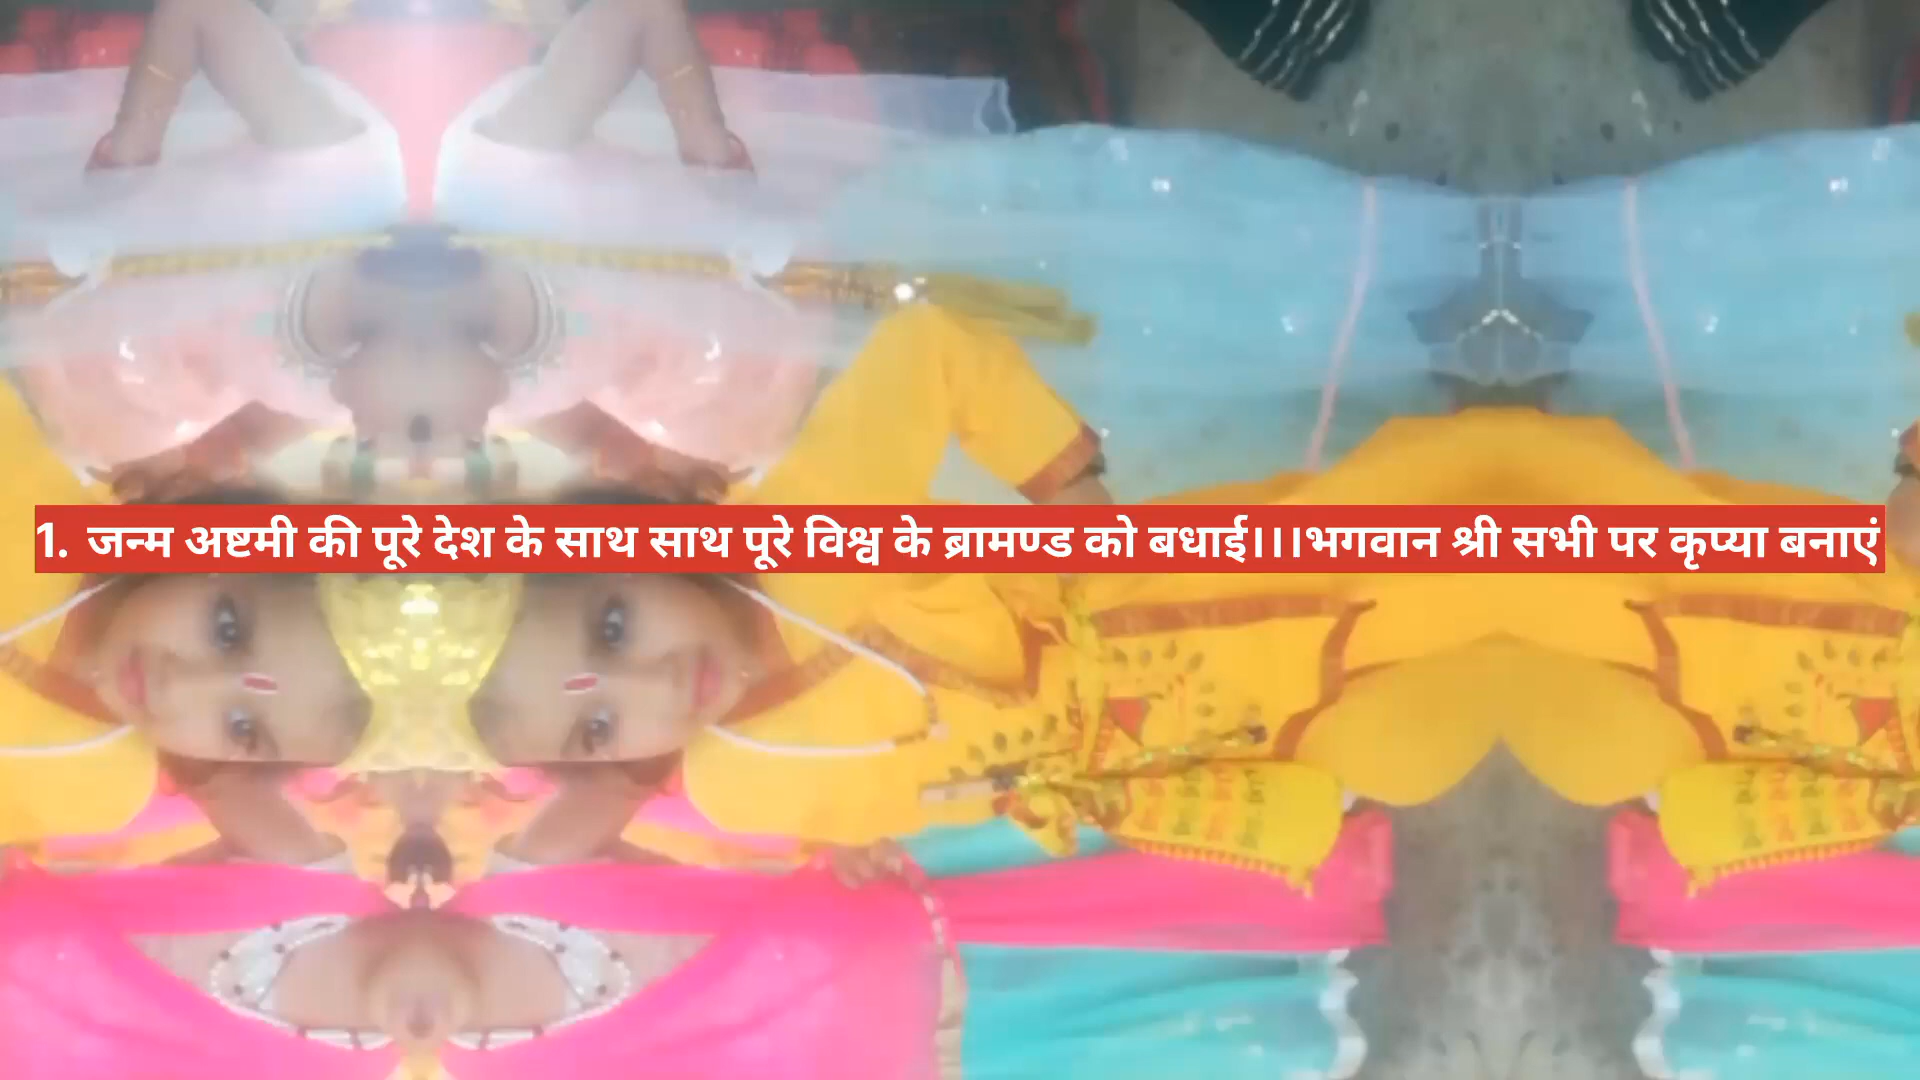 1. जन्म अष्टमी की पूरे देश के साथ साथ पूरे विश्व के ब्रामण्ड को बधाई।।।भगवान श्री सभी पर कृप्या बनाएं